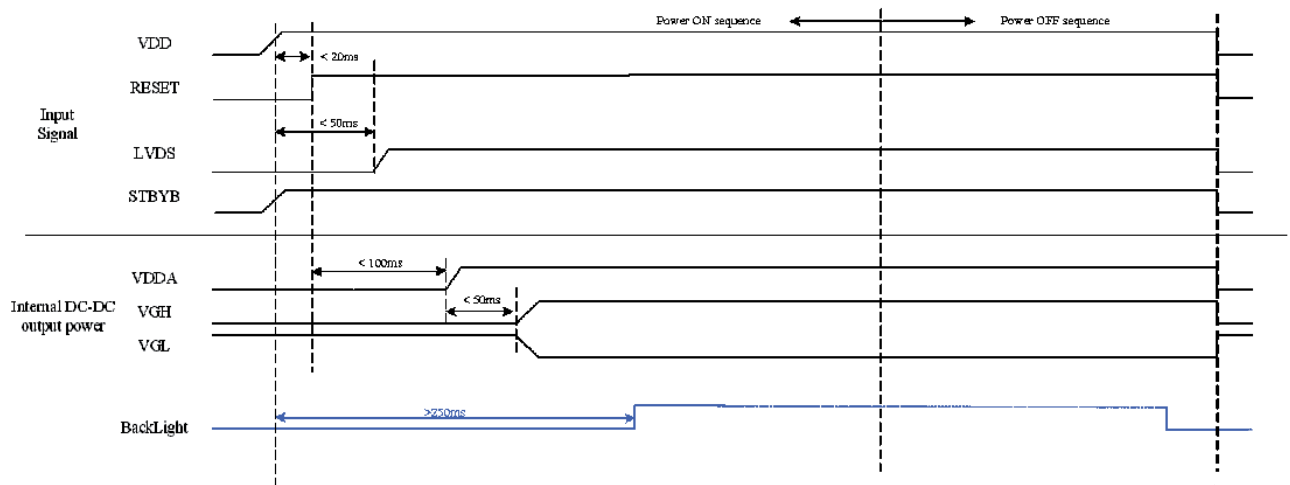 Power ON sequence
Power OFF sequence
VDD
< 20ms
RESET
Input
Signal
< 50ms
LVDS
STBYB
< 100ms
VDDA
< 50ms
Internal DC-DC
output power
VGH
VGL
>250ms
BackLight